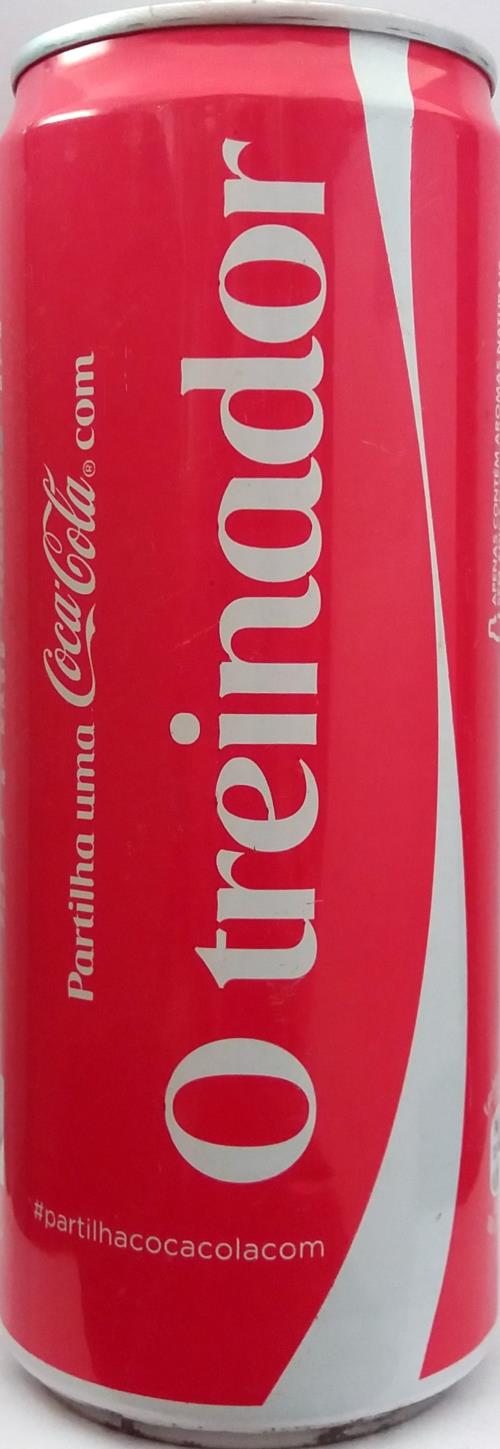 Partilha uma Coca-Cola® com
O treinador
#partilhacocacolacom